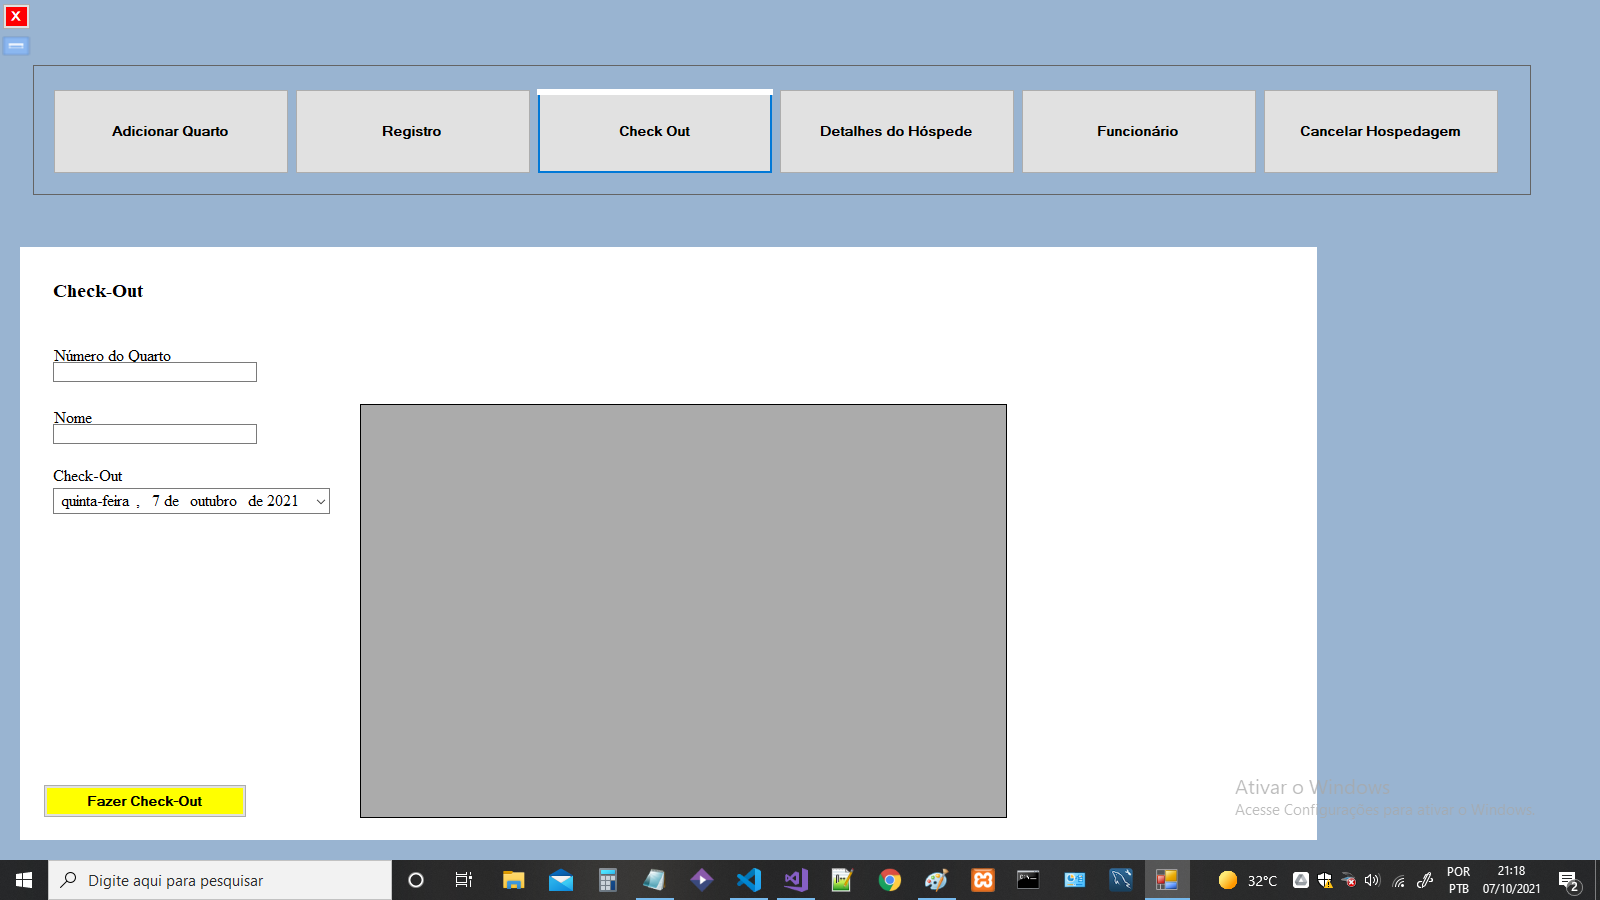 X
Adicionar Quarto
Registro
Check Out
Detalhes do Hóspede
Funcionário
Cancelar Hospedagem
Check-Out
Número do Quarto
Nome
Check-Out
quinta-feira , 7 de outubro de 2021
Fazer Check-Out
Ativar o Windows
Acesse Configurações para ativar o Windows.
Digite aqui para pesquisar
32°C
POR
PTB
21:18
07/10/2021
2